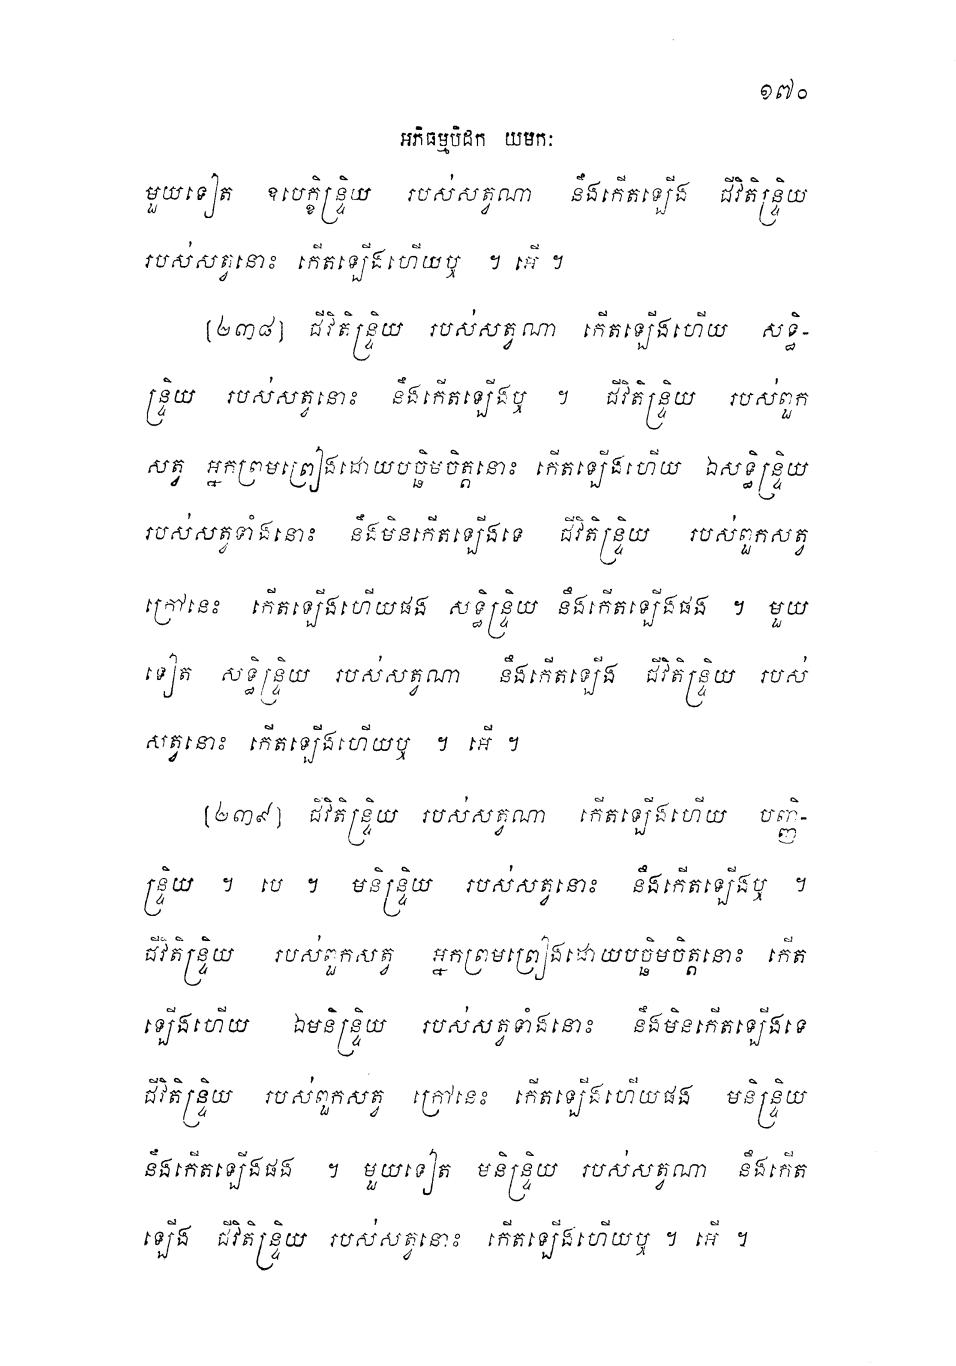 ១៧០
អភិធម្មបិដក យមកៈ
មួយទៀត ឧបេក្ខិន្ទ្រិយ របស់សត្វណា នឹងកើតឡើង ជីវិតិន្ទ្រិយ
របស់សត្វនោះ កើតឡើងហើយឬ ។ អើ ។
[២៣៨] ជីវិតិន្ទ្រិយ របស់សត្វណា កើតឡើងហើយ សទ្ធិ-
ន្ទ្រិយ របស់សត្វនោះ នឹងកើតឡើងឬ ។ ជីវិតិន្ទ្រិយ របស់ពួក
សត្វ អ្នកព្រមព្រៀងដោយបច្ឆិមចិត្តនោះ កើតឡើងហើយ ឯសទ្ធិន្ទ្រិយ
របស់សត្វទាំងនោះ នឹងមិនកើតឡើងទេ ជីវិតិន្ទ្រិយ របស់ពួកសត្វ
ក្រៅនេះ កើតឡើងហើយផង សទ្ធិន្ទ្រិយ នឹងកើតឡើងផង ។ មួយ
ទៀត សទ្ធិន្ទ្រិយ របស់សត្វណា នឹងកើតឡើង ជីវិតិន្ទ្រិយ របស់
សត្វនោះ កើតឡើងហើយឬ ។ អើ ។
[២៣៩] ជីវិតិន្ទ្រិយ របស់សត្វណា កើតឡើងហើយ បញ្ញិ-
ន្ទ្រិយ ។ បេ ។ មនិន្ទ្រិយ របស់សត្វនោះ នឹងកើតឡើងឬ ។
ជីវិតិន្ទ្រិយ របស់ពួកសត្វ អ្នកព្រមព្រៀងដោយបច្ឆិមចិត្តនោះ កើត
ឡើងហើយ ឯមនិន្ទ្រិយ របស់សត្វទាំងនោះ នឹងមិនកើតឡើងទេ
ជីវិតិន្ទ្រិយ របស់ពួកសត្វ ក្រៅនេះ កើតឡើងហើយផង មនិន្ទ្រិយ
នឹងកើតឡើងផង ។ មួយទៀត មនិន្ទ្រិយ របស់សត្វណា នឹងកើត
ឡើង ជីវិតិន្ទ្រិយ របស់សត្វនោះ កើតឡើងហើយឬ ។ អើ ។